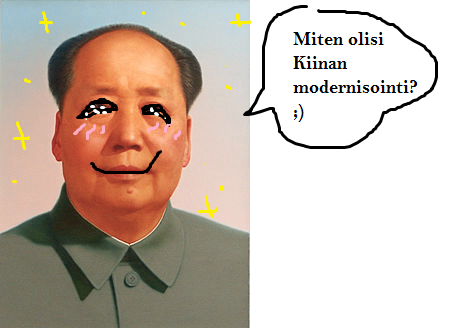 Miten olisi
Kiinan
modernisointi?
;)